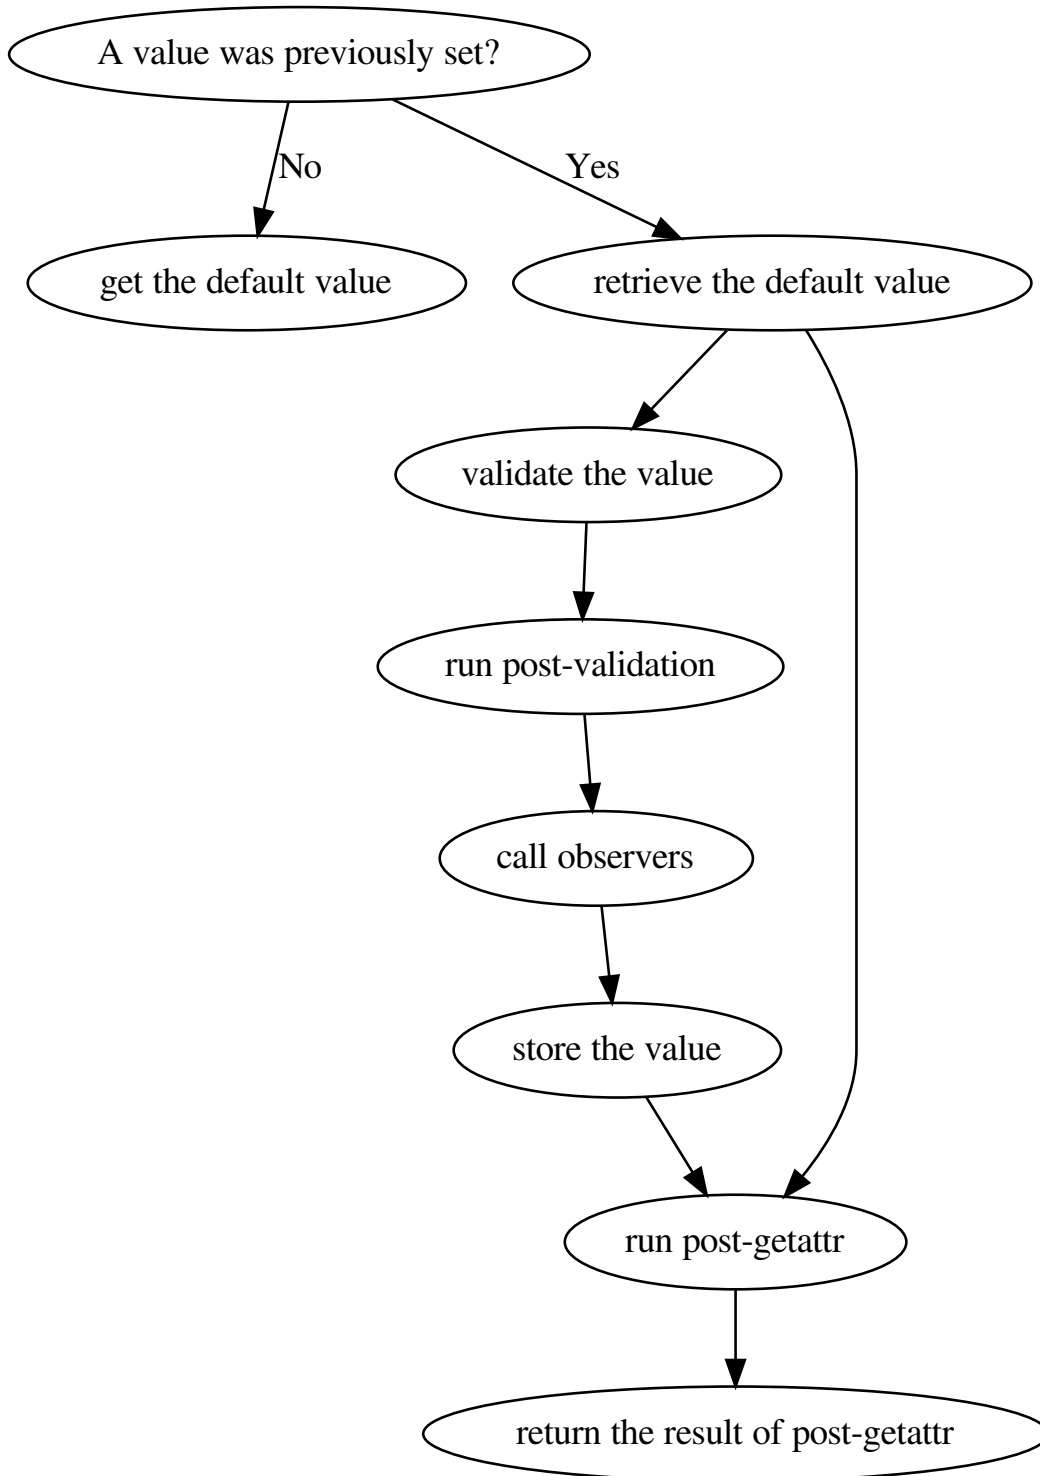 A value was previously set?
No
Yes
get the default value
retrieve the default value
validate the value
run post-validation
call observers
store the value
run post-getattr
return the result of post-getattr